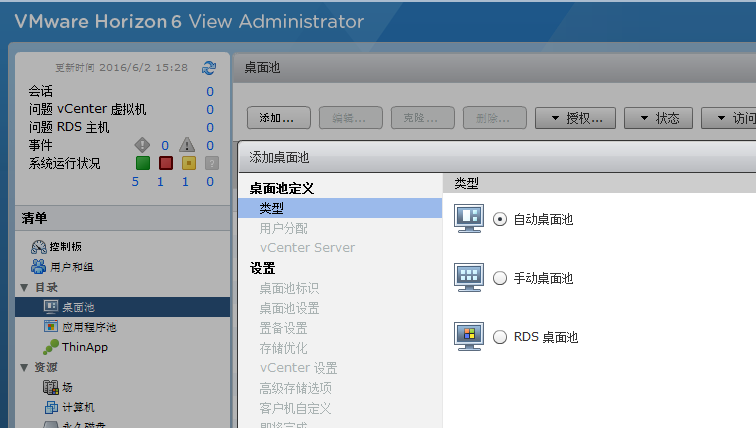 VMware Horizon 6 View Administrator
更新时间 2016/6/2 15:28
会话 0
问题 vCenter 虚拟机 0
问题 RDS 主机 0
事件 0 0
系统运行状况 ?
5 1 1 0
清单
控制板
用户和组
目录
桌面池
应用程序池
ThinApp
资源
场
计算机
永久磁盘
桌面池
添加...
编辑...
克隆...
删除...
授权...
状态
访问
添加桌面池
桌面池定义
类型
用户分配
vCenter Server
设置
桌面池标识
桌面池设置
置备设置
存储优化
vCenter 设置
高级存储选项
客户机自定义
即将完成
类型
自动桌面池
手动桌面池
RDS 桌面池